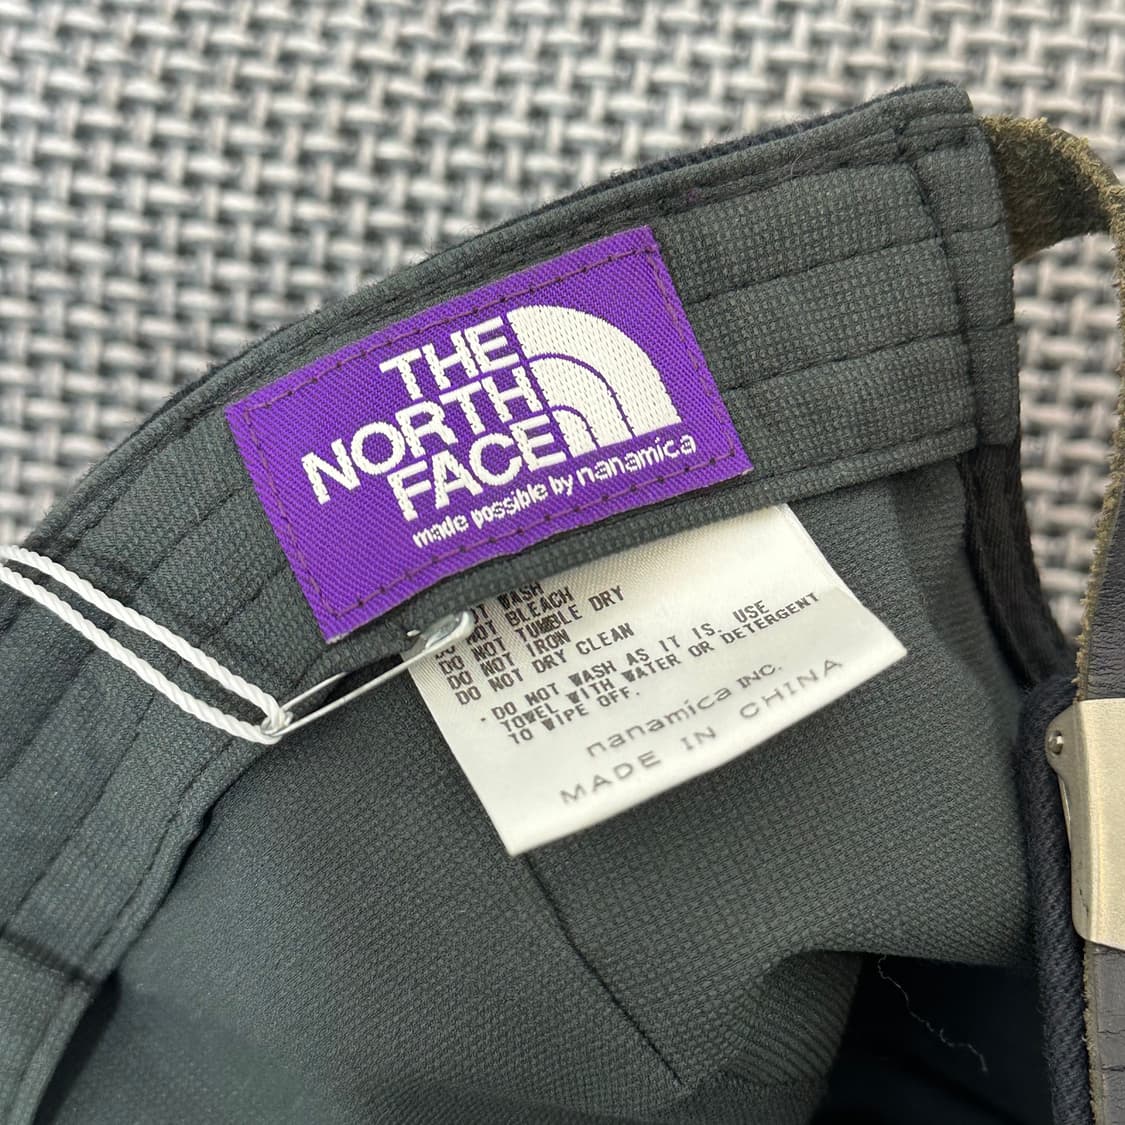 THE
NORTH
FACE
made possible by nanamica
WASH
NOT BLEACH
DO NOT TUMBLE DRY
DO NOT IRON
DO NOT DRY CLEAN
· DO NOT WASH AS IT IS. USE
TOWEL WITH WATER OR DETERGENT
TO WIPE OFF.
nanamica INC.
MADE IN CHINA